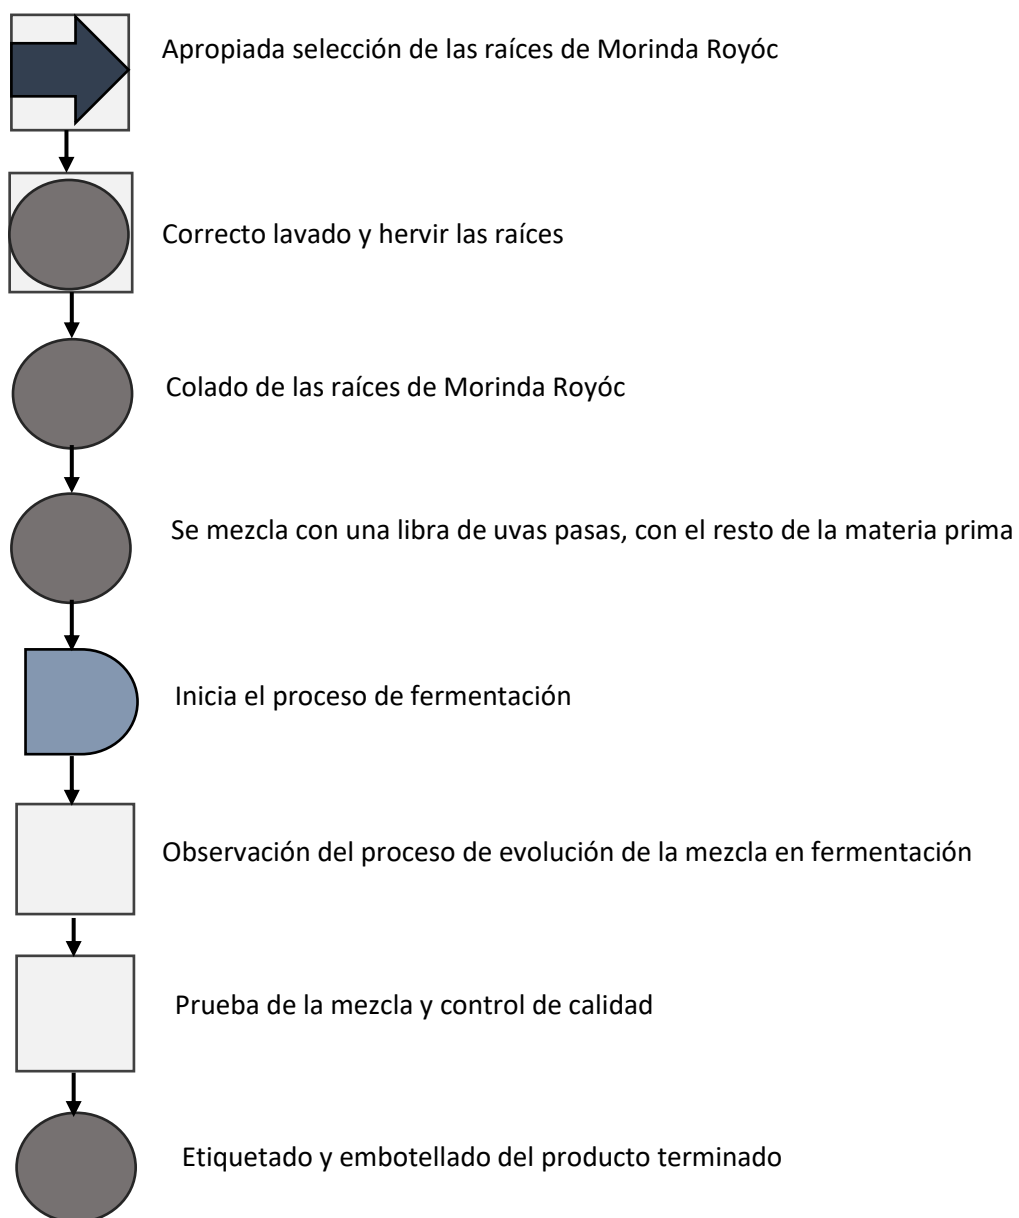 Apropiada selección de las raíces de Morinda Royóc
Correcto lavado y hervir las raíces
Colado de las raíces de Morinda Royóc
Se mezcla con una libra de uvas pasas, con el resto de la materia prima
Inicia el proceso de fermentación
Observación del proceso de evolución de la mezcla en fermentación
Prueba de la mezcla y control de calidad
Etiquetado y embotellado del producto terminado